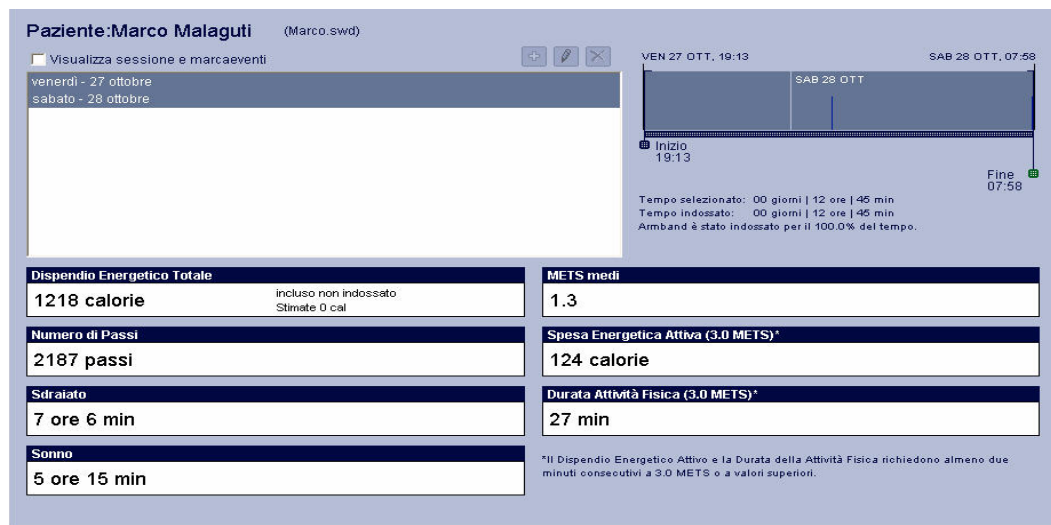 Paziente:Marco Malaguti (Marco.swd)
Visualizza sessione e marcaeventi
venerdì - 27 ottobre
sabato - 28 ottobre
VEN 27 OTT, 19:13 SAB 28 OTT, 07:58
SAB 28 OTT
Inizio
19:13
Fine
07:58
Tempo selezionato: 00 giorni | 12 ore | 45 min
Tempo indossato: 00 giorni | 12 ore | 45 min
Armband è stato indossato per il 100.0% del tempo.
Dispendio Energetico Totale
1218 calorie
incluso non indossato
Stimate 0 cal
METS medi
1.3
Numero di Passi
2187 passi
Spesa Energetica Attiva (3.0 METS)*
124 calorie
Sdraiato
7 ore 6 min
Durata Attività Fisica (3.0 METS)*
27 min
Sonno
5 ore 15 min
*Il Dispendio Energetico Attivo e la Durata della Attività Fisica richiedono almeno due
minuti consecutivi a 3.0 METS o a valori superiori.